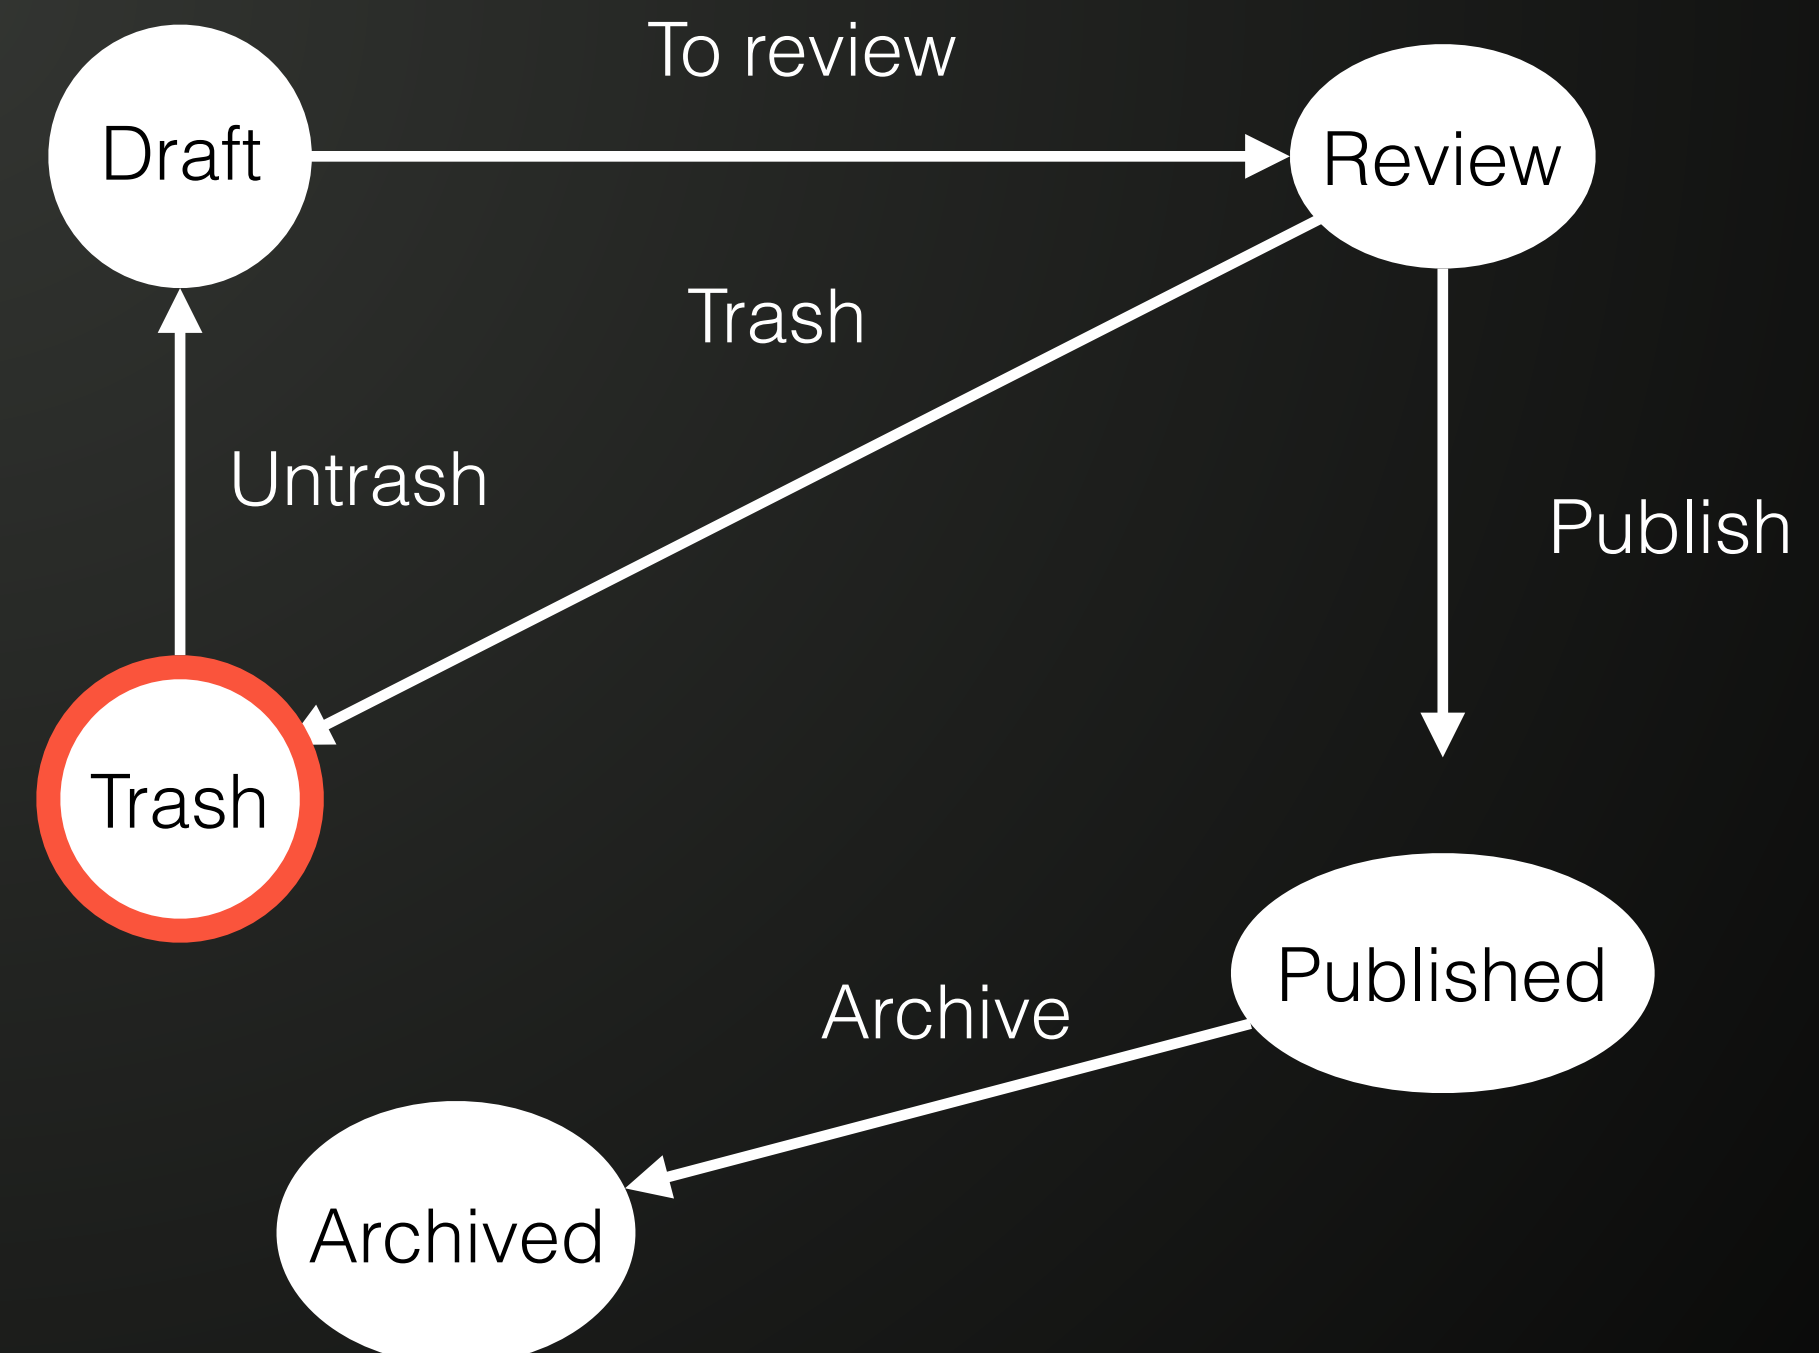 To review
Draft
Review
Trash
Untrash
Publish
Trash
Published
Archive
Archived